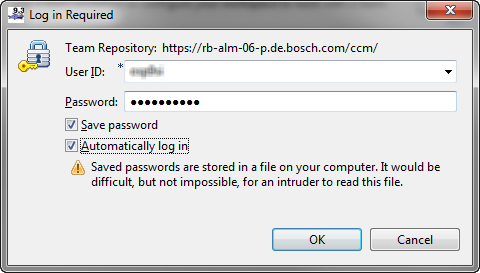 9.3 Log in Required
Team Repository: https://rb-alm-06-p.de.bosch.com/ccm/
User ID: *
Password: ●●●●●●●●●●
Save password
Automatically log in
Saved passwords are stored in a file on your computer. It would be
difficult, but not impossible, for an intruder to read this file.
OK Cancel